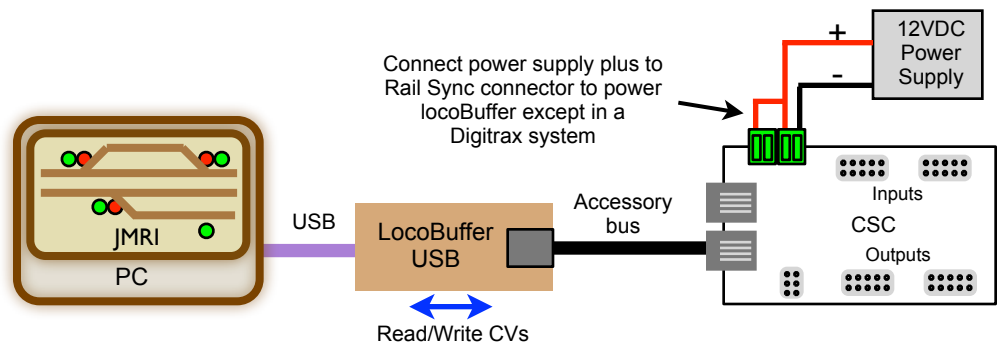 12VDC
Power
Supply
+
-
Connect power supply plus to
Rail Sync connector to power
locoBuffer except in a
Digitrax system
Inputs
CSC
Outputs
Accessory
bus
USB
LocoBuffer
USB
JMRI
PC
Read/Write CVs